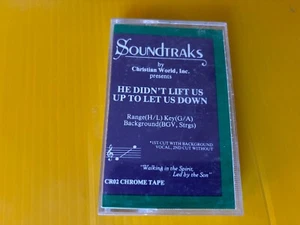 SOUNDTRAKS
by
Christian World, Inc.
presents
HE DIDN'T LIFT US
UP TO LET US DOWN
Range(H/L) Key(G/A)
Background(BGV, Strgs)
*1ST CUT WITH BACKGROUND
VOCAL, 2ND CUT WITHOUT
"Walking in the Spirit,
Led by the Son"
CR02 CHROME TAPE